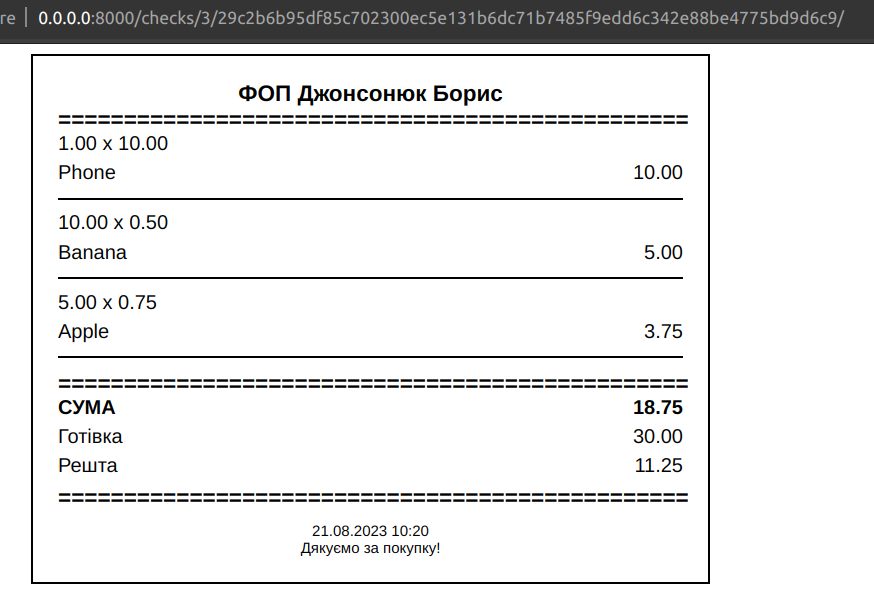 re 0.0.0.0:8000/checks/3/29c2b6b95df85c702300ec5e131b6dc71b7485f9edd6c342e88be4775bd9d6c9/
ФОП Джонсонюк Борис
================================================
1.00 x 10.00
Phone 10.00
10.00 x 0.50
Banana 5.00
5.00 x 0.75
Apple 3.75
================================================
СУМА 18.75
Готівка 30.00
Решта 11.25
================================================
21.08.2023 10:20
Дякуємо за покупку!